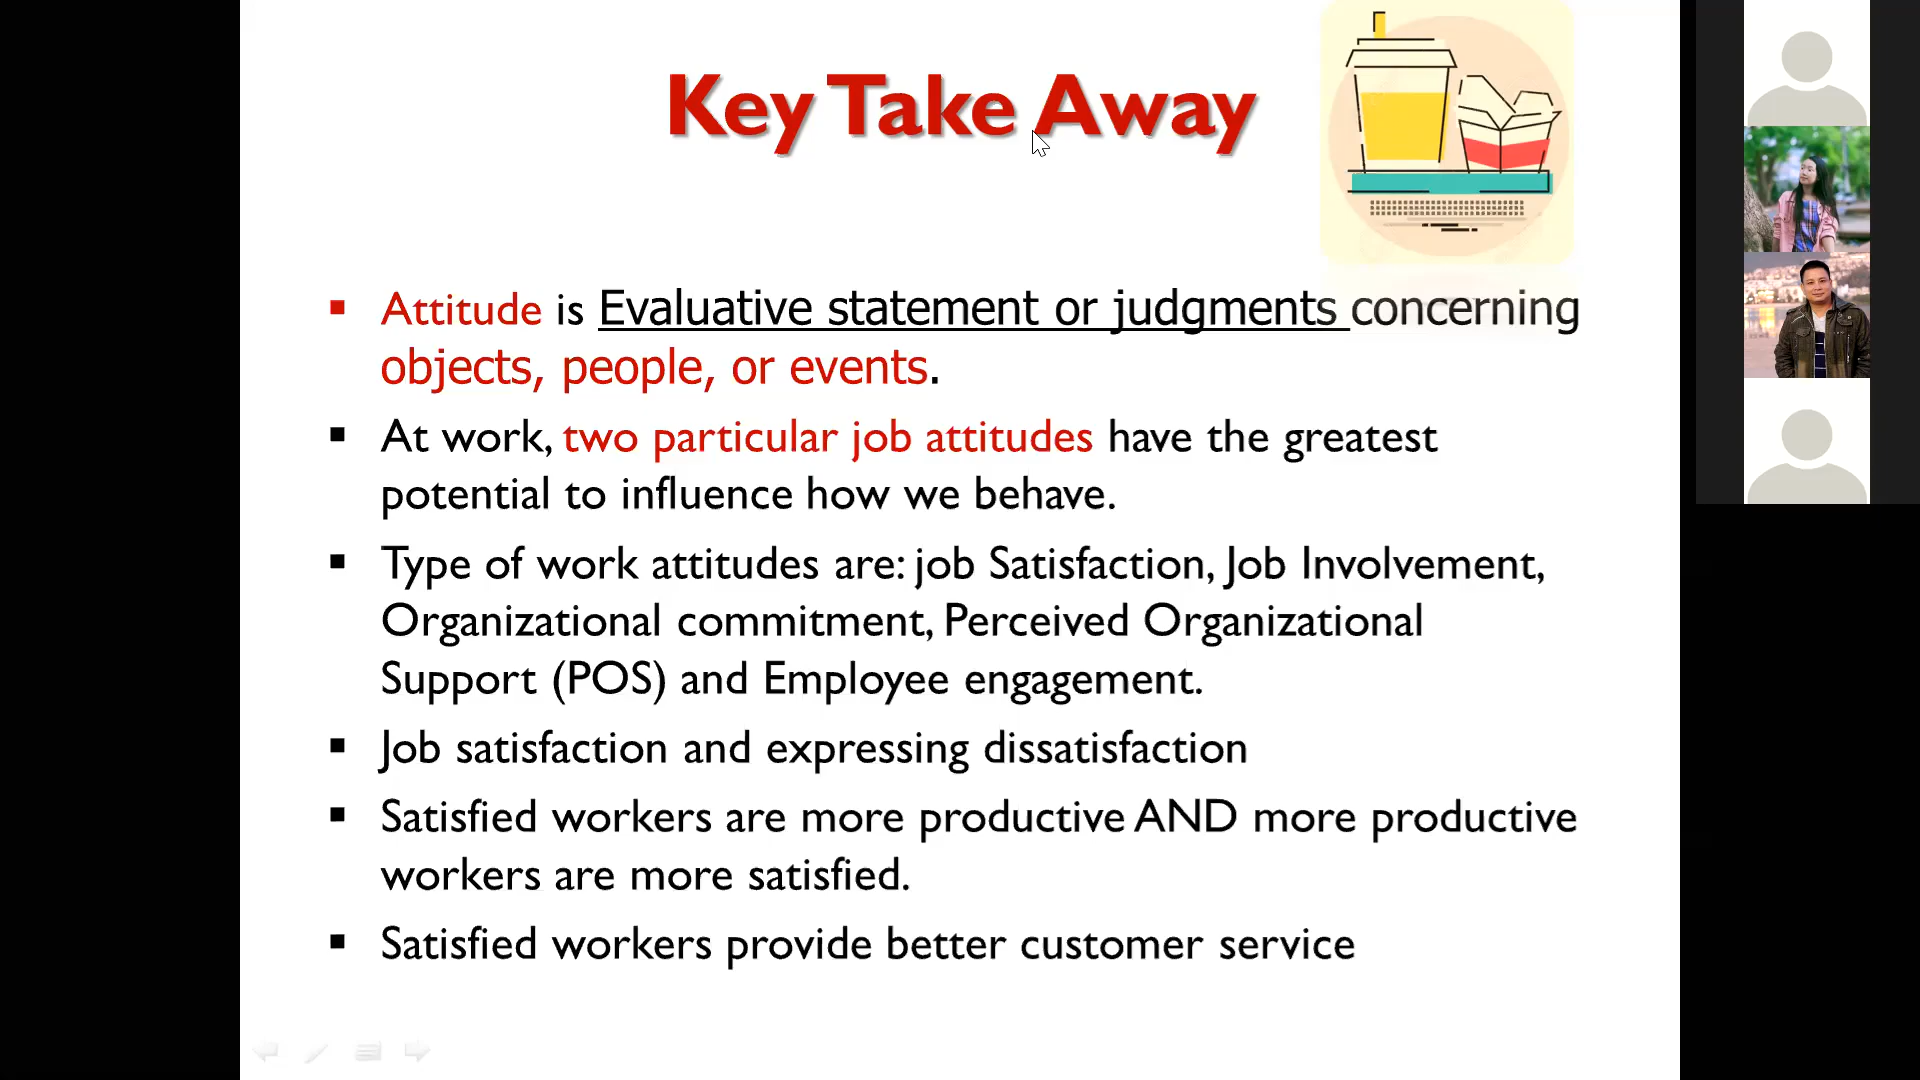 Key Take Away
Attitude is Evaluative statement or judgments concerning
objects, people, or events.
At work, two particular job attitudes have the greatest
potential to influence how we behave.
Type of work attitudes are: job Satisfaction, Job Involvement,
Organizational commitment, Perceived Organizational
Support (POS) and Employee engagement.
Job satisfaction and expressing dissatisfaction
Satisfied workers are more productive AND more productive
workers are more satisfied.
Satisfied workers provide better customer service